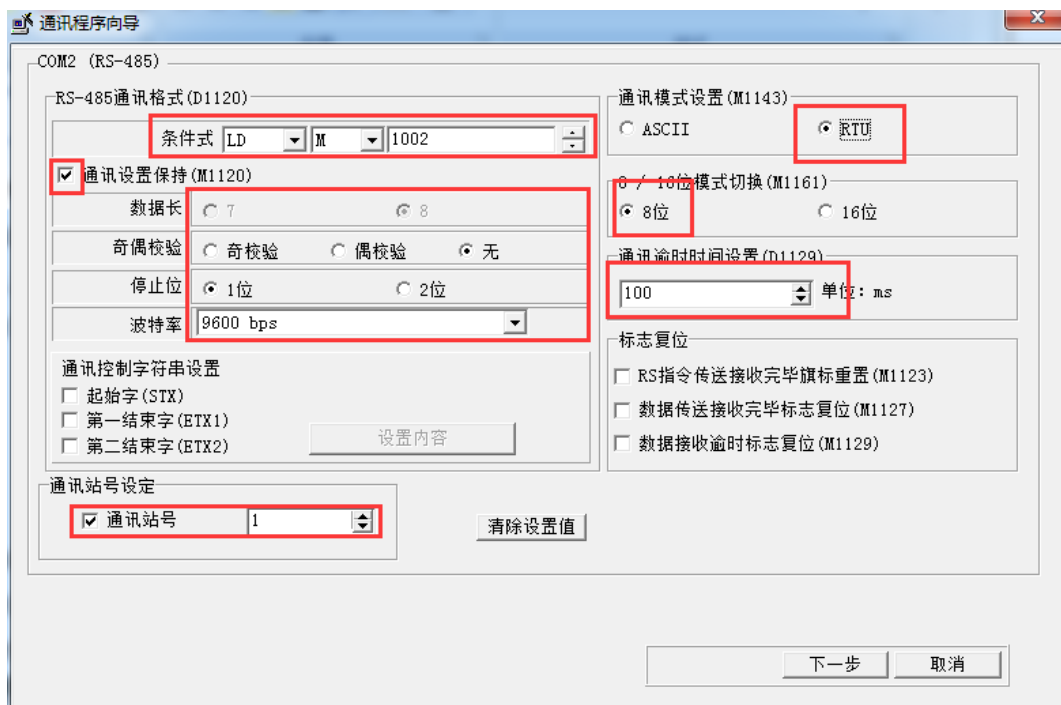 通讯程序向导
COM2 (RS-485)
RS-485通讯格式(D1120)
条件式 LD M 1002
通讯设置保持(M1120)
数据长 7 8
奇偶校验 奇校验 偶校验 无
停止位 1位 2位
波特率 9600 bps
通讯控制字符串设置
起始字(STX)
第一结束字(ETX1)
第二结束字(ETX2)
设置内容
通讯模式设置(M1143)
ASCII RTU
8 / 16位模式切换(M1161)
8位 16位
通讯逾时时间设置(D1129)
100 单位: ms
标志复位
RS指令传送接收完毕旗标重置(M1123)
数据传送接收完毕标志复位(M1127)
数据接收逾时标志复位(M1129)
通讯站号设定
通讯站号 1
清除设置值
下一步 取消